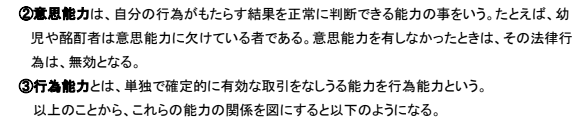 ②意思能力は、自分の行為がもたらす結果を正常に判断できる能力の事をいう。たとえば、幼
児や酩酊者は意思能力に欠けている者である。意思能力を有しなかったときは、その法律行
為は、無効となる。
③行為能力とは、単独で確定的に有効な取引をなしうる能力を行為能力という。
以上のことから、これらの能力の関係を図にすると以下のようになる。